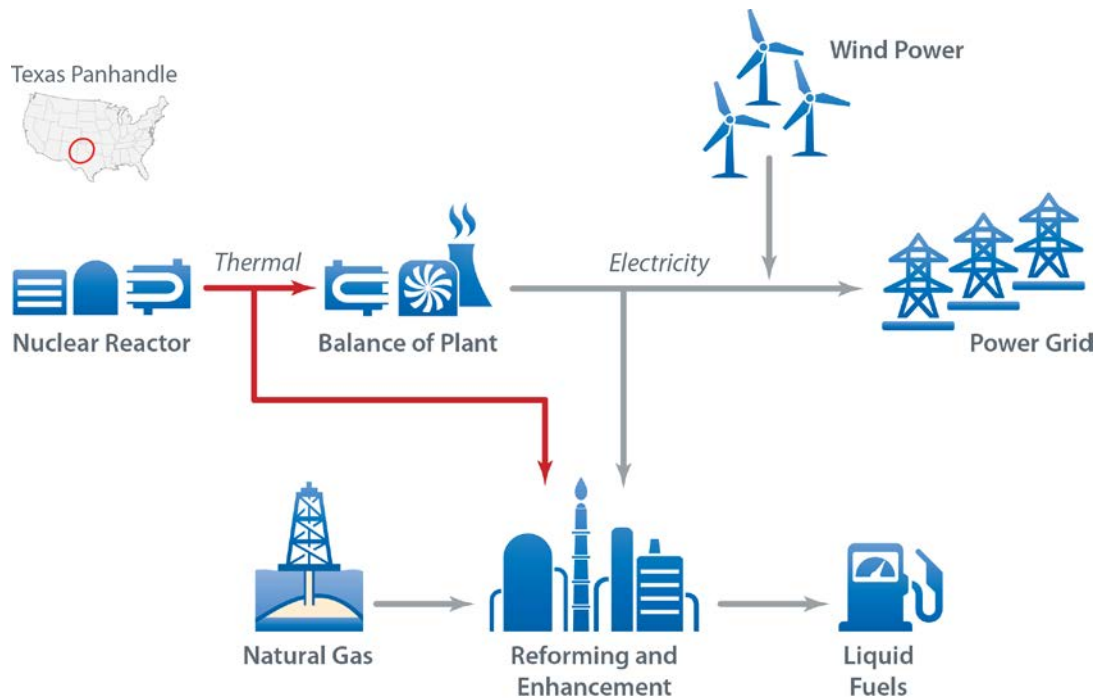 Texas Panhandle
Wind Power
Thermal
Electricity
Nuclear Reactor
Balance of Plant
Power Grid
Natural Gas
Reforming and
Enhancement
Liquid
Fuels